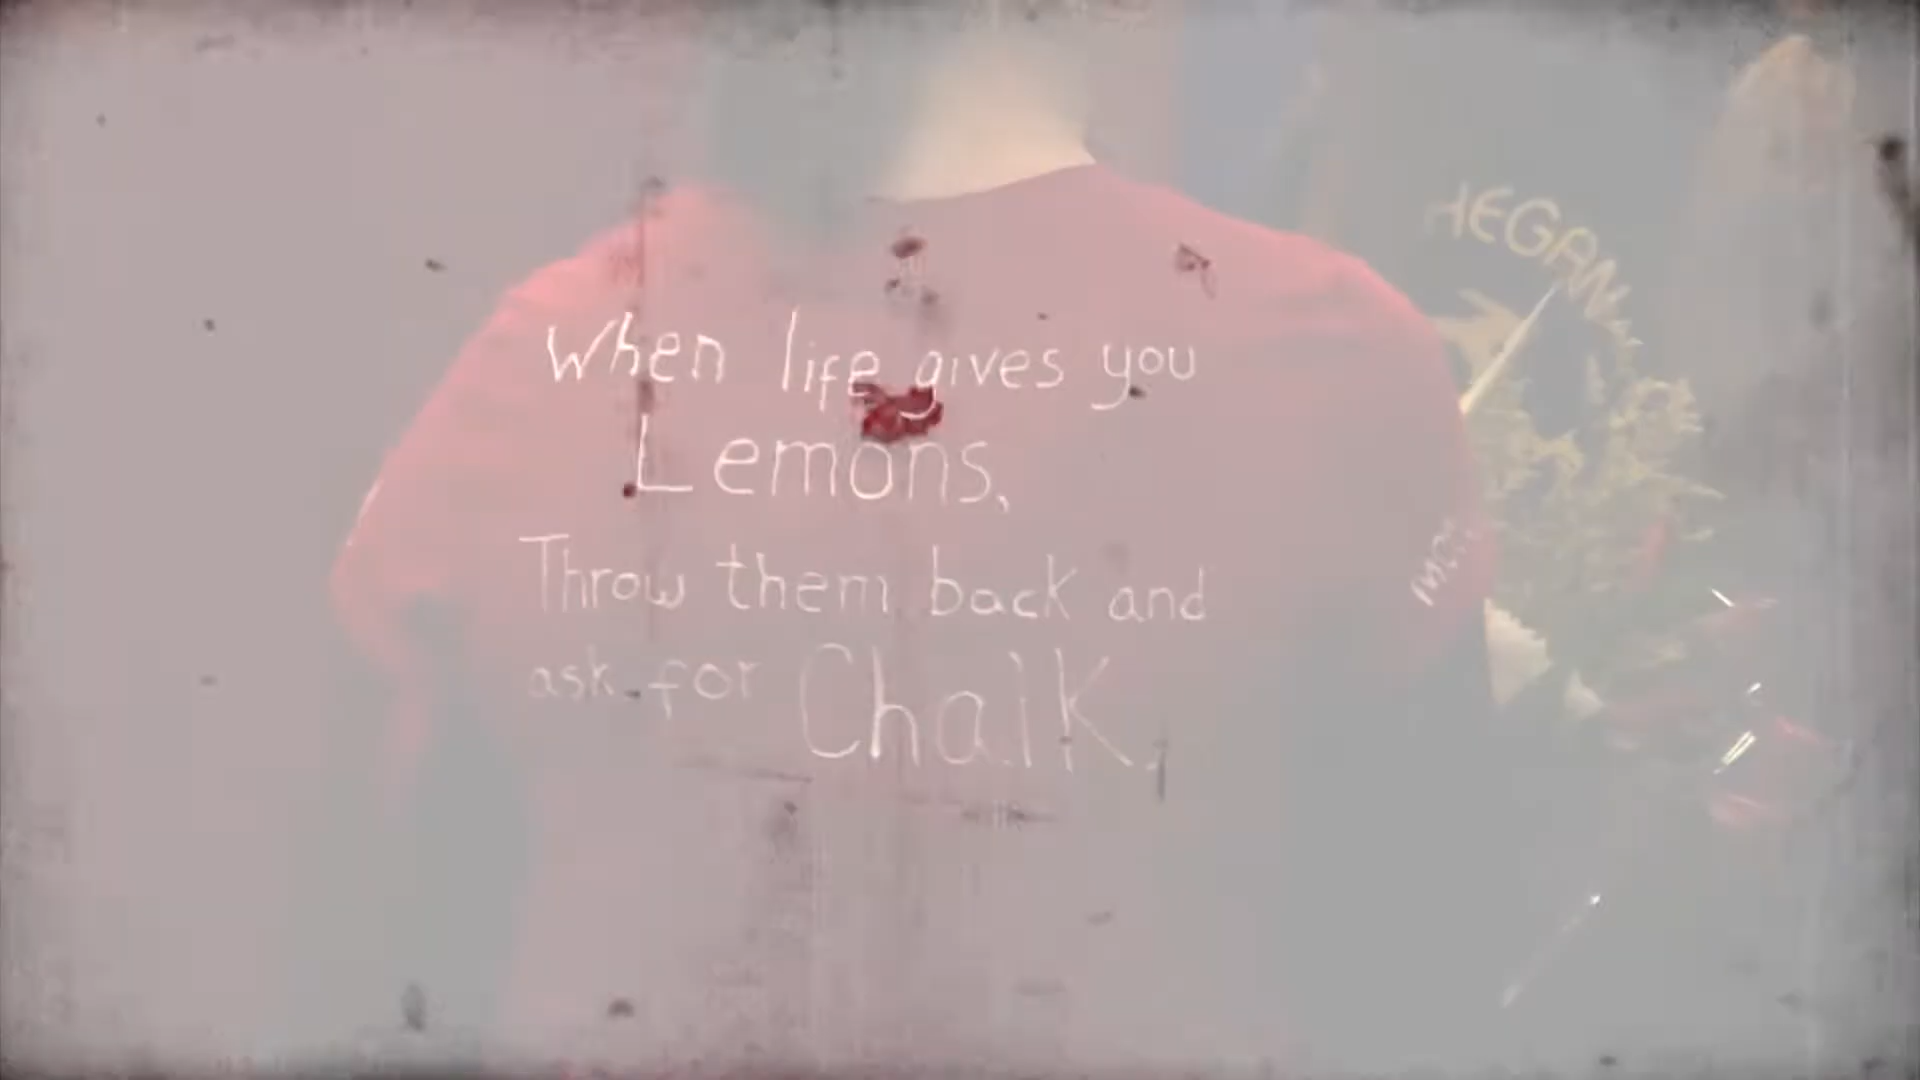 When life gives you
Lemons,
Throw them back and
ask for Chalk.
HEGAN